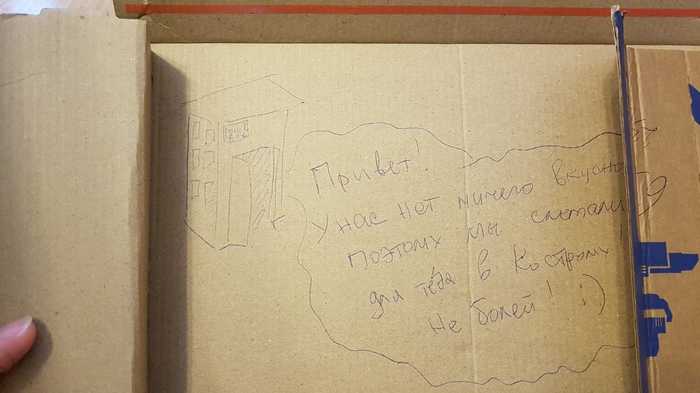 Привет!
У нас нет ничего вкусно
Поэтому мы слетали
для тебя в Кострому
Не болей! :)